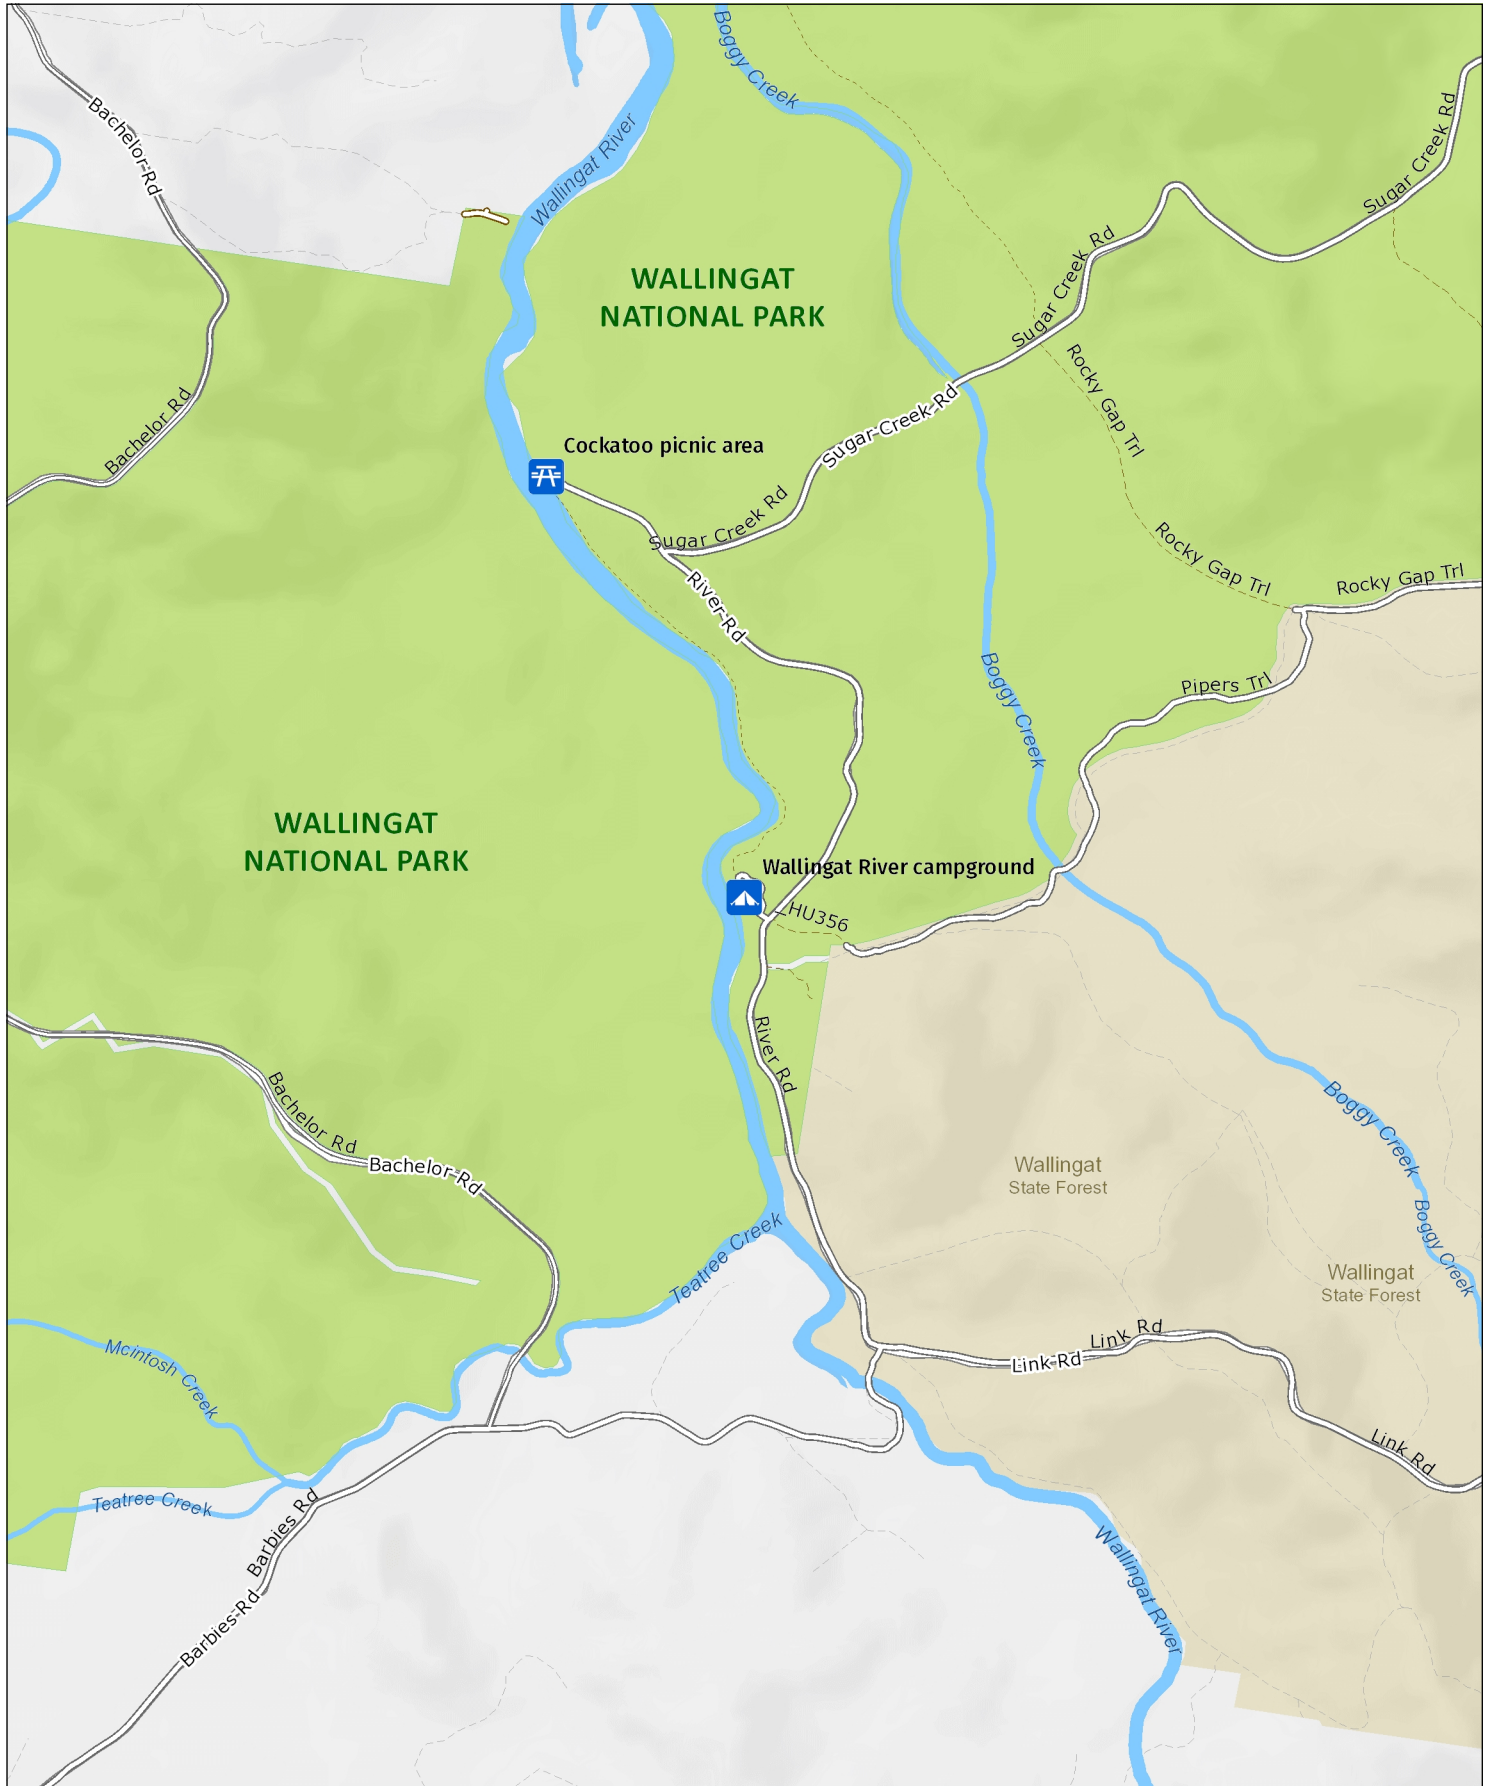 Boggy Creek
Bachelor Rd
Wallingat River
Sugar Creek Rd
Sugar Creek Rd
WALLINGAT
NATIONAL PARK
Rocky Gap Trl
Bachelor Rd
Sugar Creek Rd
Cockatoo picnic area
Sugar Creek Rd
Rocky Gap Trl
Rocky Gap Trl
River Rd
Boggy Creek
Pipers Trl
WALLINGAT
NATIONAL PARK
Wallingat River campground
HU356
River Rd
Bachelor Rd
Boggy Creek
Bachelor Rd
Wallingat
State Forest
Boggy Creek
Teatree Creek
Wallingat
State Forest
Link Rd
Link Rd
Mcintosh Creek
Link Rd
Teatree Creek
Barbies Rd
Wallingat River
Barbies Rd